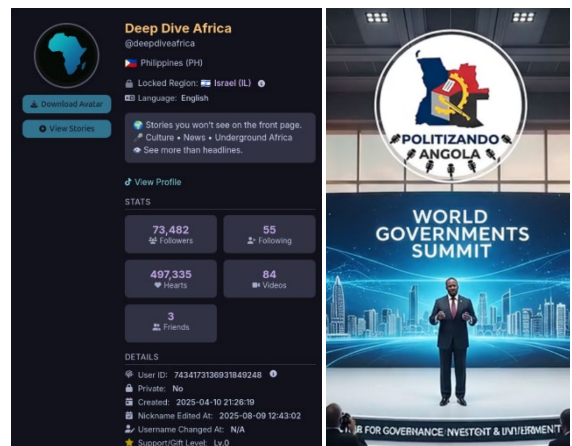 Deep Dive Africa
@deepdiveafrica
Philippines (PH)
Locked Region: Israel (IL)
Language: English
Download Avatar
View Stories
Stories you won't see on the front page.
Culture • News • Underground Africa
See more than headlines.
View Profile
STATS
73,482
Followers
55
Following
497,335
Hearts
84
Videos
3
Friends
DETAILS
User ID: 7434173136931849248
Private: No
Created: 2025-04-10 21:26:19
Nickname Edited At: 2025-08-09 12:43:02
Username Changed At: N/A
Support/Gift Level: Lv.0
POLITIZANDO
ANGOLA
WORLD
GOVERNMENTS
SUMMIT
FOR GOVERNANCE